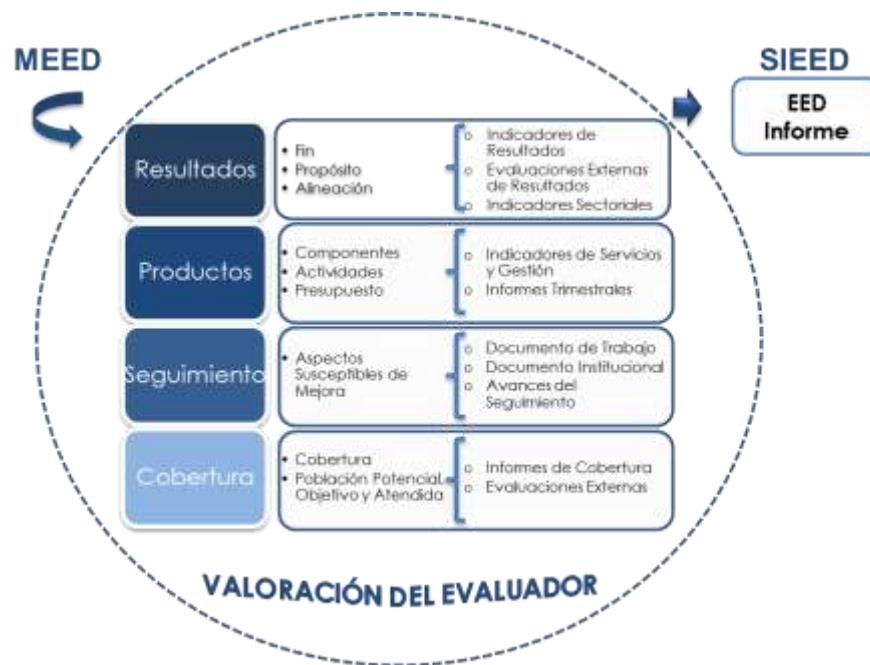 MEED
SIEED
EED
Informe
Resultados
• Fin
• Propósito
• Alineación
o Indicadores de
Resultados
o Evaluaciones Externas
de Resultados
o Indicadores Sectoriales
Productos
• Componentes
• Actividades
• Presupuesto
o Indicadores de Servicios
y Gestión
o Informes Trimestrales
Seguimiento
• Aspectos
Susceptibles de
Mejora
o Documento de Trabajo
o Documento Institucional
o Avances del
Seguimiento
Cobertura
• Cobertura
• Población Potencial,
Objetivo y Atendida
o Informes de Cobertura
o Evaluaciones Externas
VALORACIÓN DEL EVALUADOR